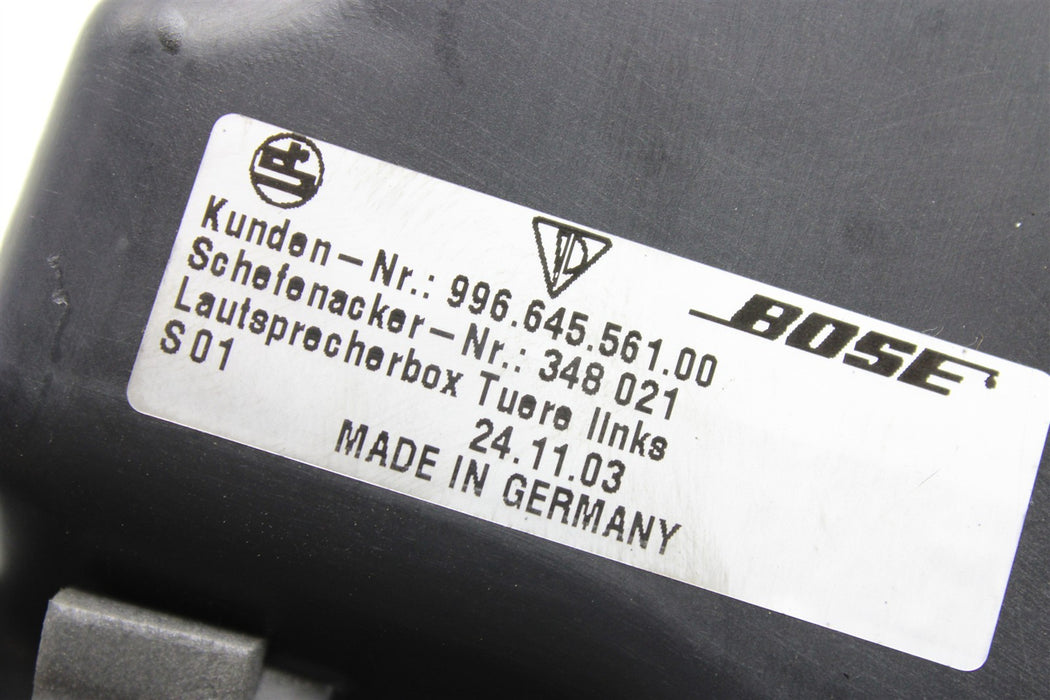 BOSE
Kunden-Nr.: 996.645.561.00
Schefenacker-Nr.: 348 021
Lautsprecherbox Tuere links
S01
24.11.03
MADE IN GERMANY